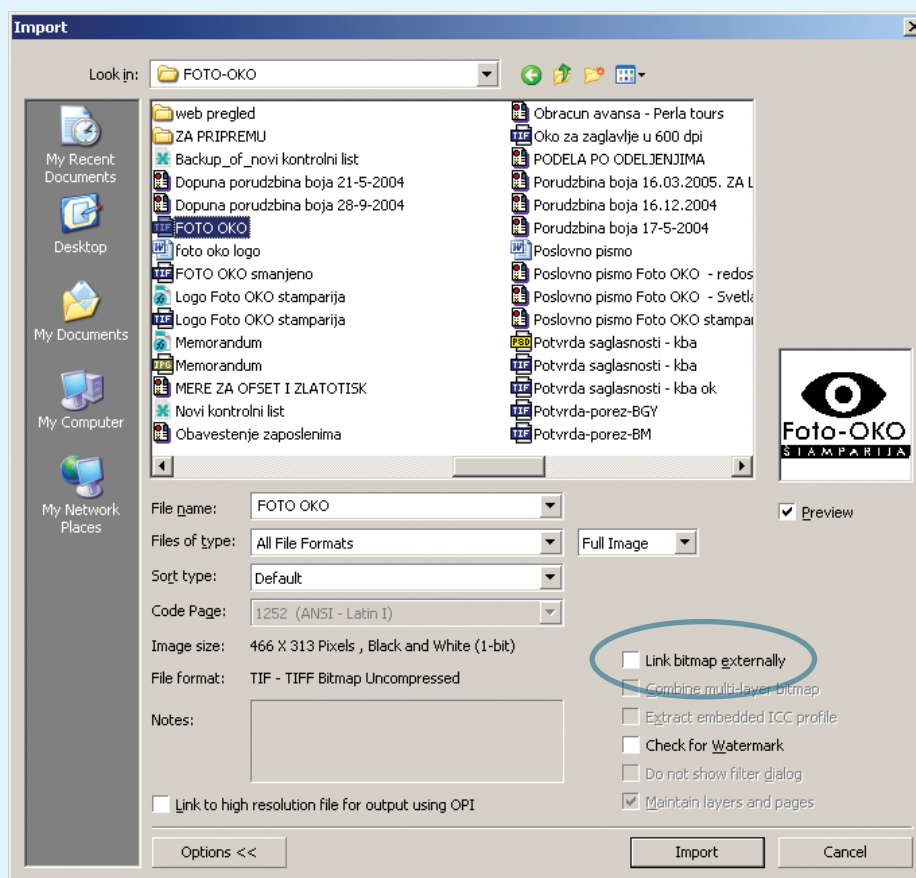 Import
Look in: FOTO-OKO
My Recent
Documents
Desktop
My Documents
My Computer
My Network
Places
web pregled
ZA PRIPREMU
Backup_of_novi kontrolni list
Dopuna porudzbina boja 21-5-2004
Dopuna porudzbina boja 28-9-2004
FOTO OKO
foto oko logo
FOTO OKO smanjeno
Logo Foto OKO stamparija
Logo Foto OKO stamparija
Memorandum
Memorandum
MERE ZA OFSET I ZLATOTISK
Novi kontrolni list
Obavestenje zaposlenima
Obracun avansa - Perla tours
Oko za zaglavlje u 600 dpi
PODELA PO ODELJENJIMA
Porudzbina boja 16.03.2005. ZA L
Porudzbina boja 16.12.2004
Porudzbina boja 17-5-2004
Poslovno pismo
Poslovno pismo Foto OKO - redos
Poslovno pismo Foto OKO - Svetla
Poslovno pismo Foto OKO stampar
Potvrda saglasnosti - kba
Potvrda saglasnosti - kba
Potvrda saglasnosti - kba ok
Potvrda-porez-BGY
Potvrda-porez-BM
Foto-OKO
ŠTAMPARIJA
Preview
File name: FOTO OKO
Files of type: All File Formats Full Image
Sort type: Default
Code Page: 1252 (ANSI - Latin I)
Image size: 466 X 313 Pixels , Black and White (1-bit)
File format: TIF - TIFF Bitmap Uncompressed
Notes:
Link bitmap externally
Combine multi-layer bitmap
Extract embedded ICC profile
Check for Watermark
Do not show filter dialog
Maintain layers and pages
Link to high resolution file for output using OPI
Options <<
Import
Cancel